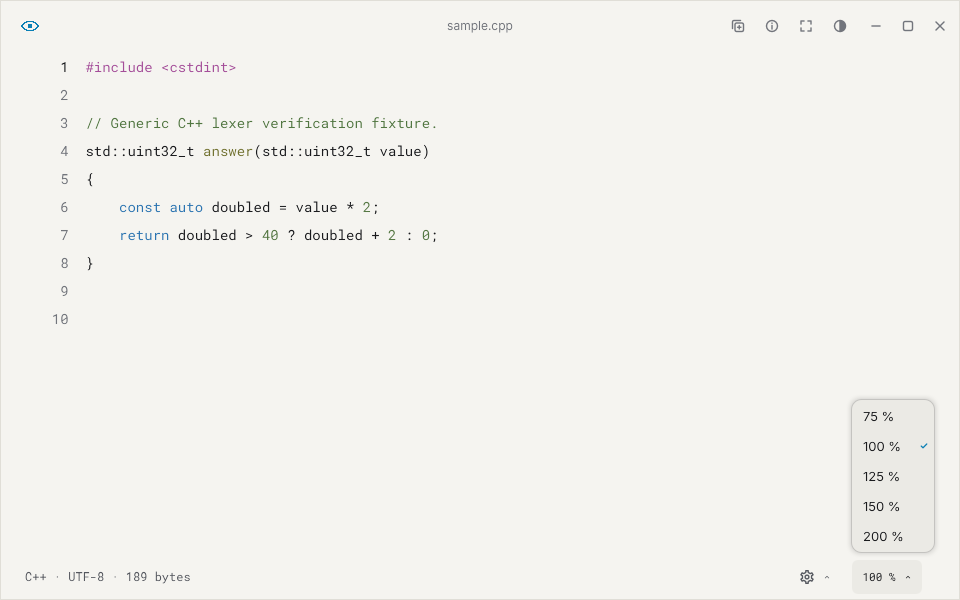 sample.cpp
1 #include <cstdint>
2
3 // Generic C++ lexer verification fixture.
4 std::uint32_t answer(std::uint32_t value)
5 {
6     const auto doubled = value * 2;
7     return doubled > 40 ? doubled + 2 : 0;
8 }
9
10
75 %
100 %
125 %
150 %
200 %
C++ · UTF-8 · 189 bytes
100 %